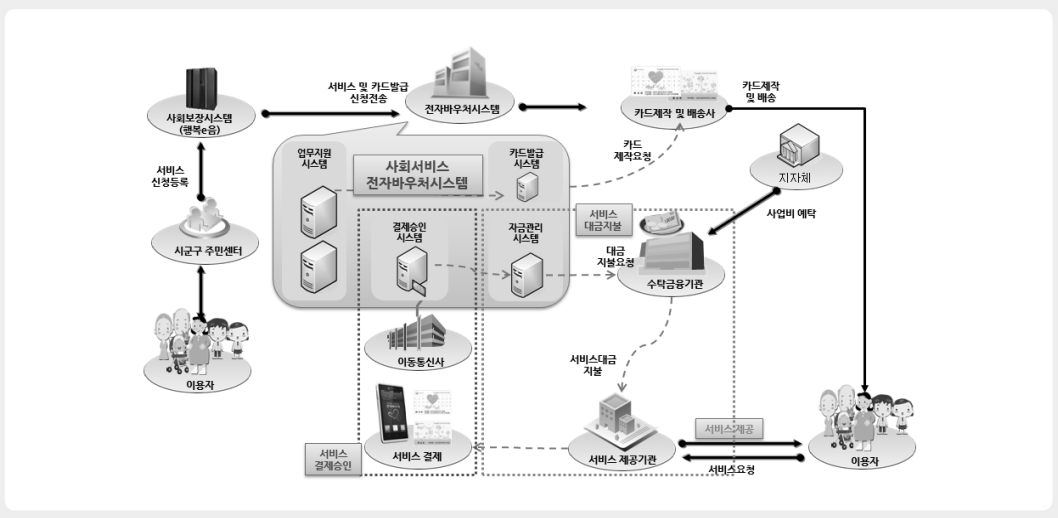 서비스 및 카드발급
신청전송
전자바우처시스템
카드제작 및 배송사
카드제작
및 배송
사회보장시스템
(행복e음)
업무지원
시스템
사회서비스
전자바우처시스템
카드발급
시스템
카드
제작요청
지자체
서비스
신청등록
사업비 예탁
서비스
대금지불
결제승인
시스템
자금관리
시스템
대금
지불요청
시군구 주민센터
수탁금융기관
이동통신사
서비스대금
지불
이용자
서비스
결제승인
서비스 결제
서비스 제공기관
서비스제공
서비스요청
이용자